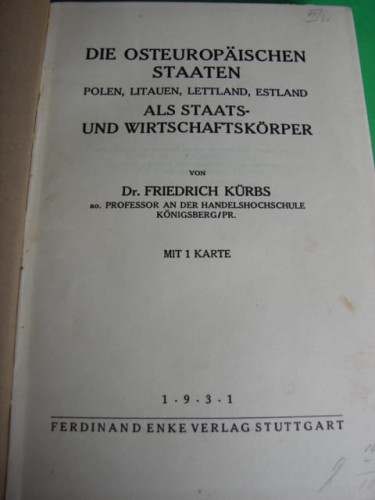 DIE OSTEUROPÄISCHEN
STAATEN
POLEN, LITAUEN, LETTLAND, ESTLAND
ALS STAATS-
UND WIRTSCHAFTSKÖRPER
VON
Dr. FRIEDRICH KÜRBS
ao. PROFESSOR AN DER HANDELSHOCHSCHULE
KÖNIGSBERG/PR.
MIT 1 KARTE
1 · 9 · 3 · 1
FERDINAND ENKE VERLAG STUTTGART